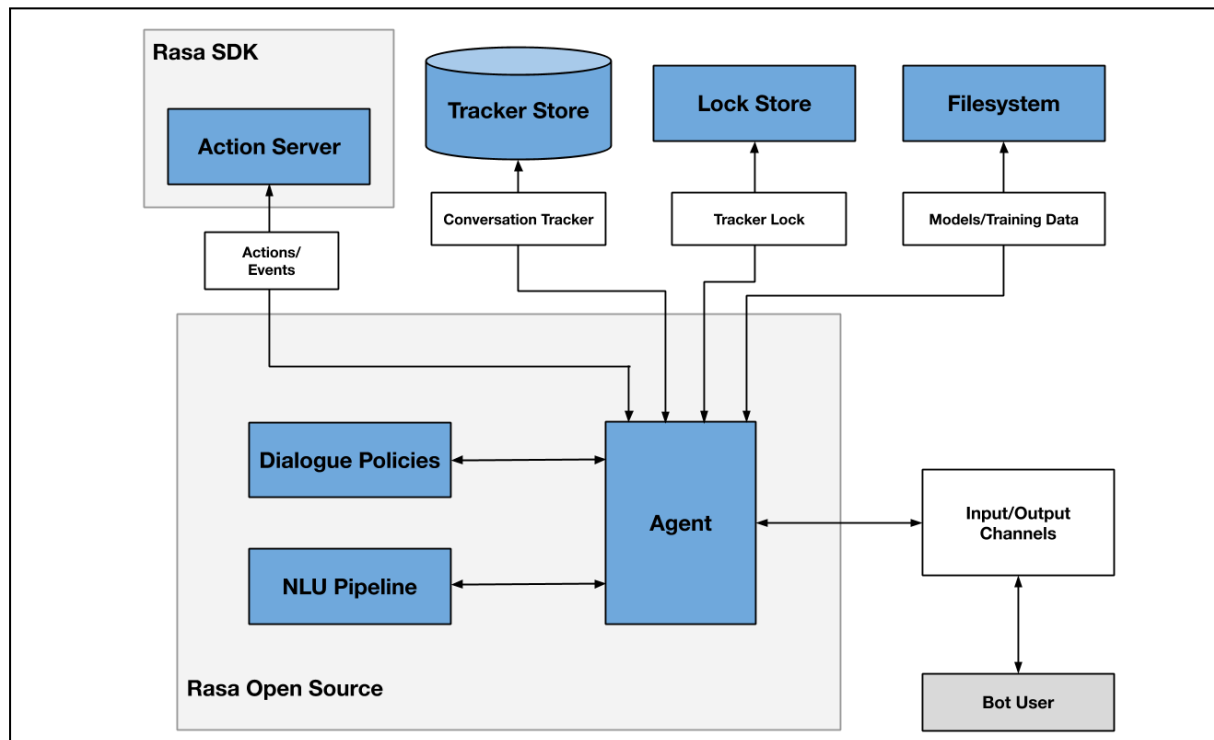 Rasa SDK
Action Server
Tracker Store
Lock Store
Filesystem
Conversation Tracker
Tracker Lock
Models/Training Data
Actions/
Events
Dialogue Policies
NLU Pipeline
Agent
Input/Output
Channels
Rasa Open Source
Bot User